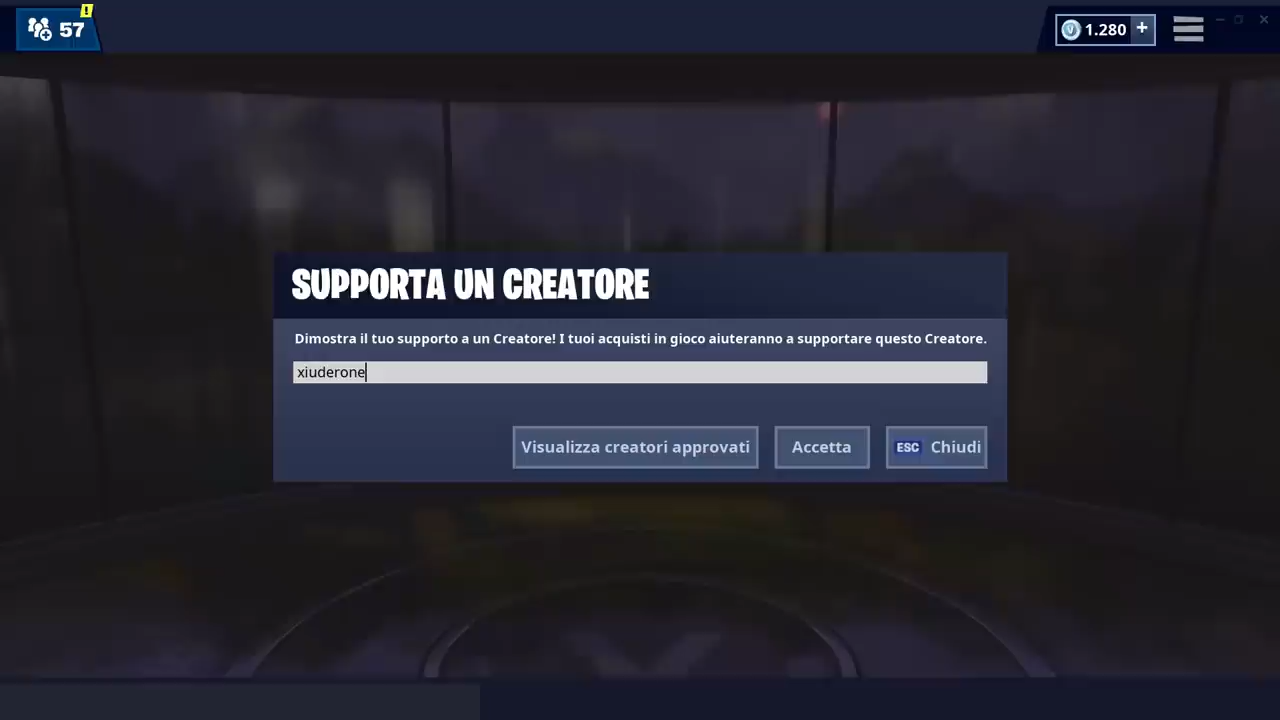 57
!
1.280 +
SUPPORTA UN CREATORE
Dimostra il tuo supporto a un Creatore! I tuoi acquisti in gioco aiuteranno a supportare questo Creatore.
xiuderone
Visualizza creatori approvati
Accetta
ESC Chiudi